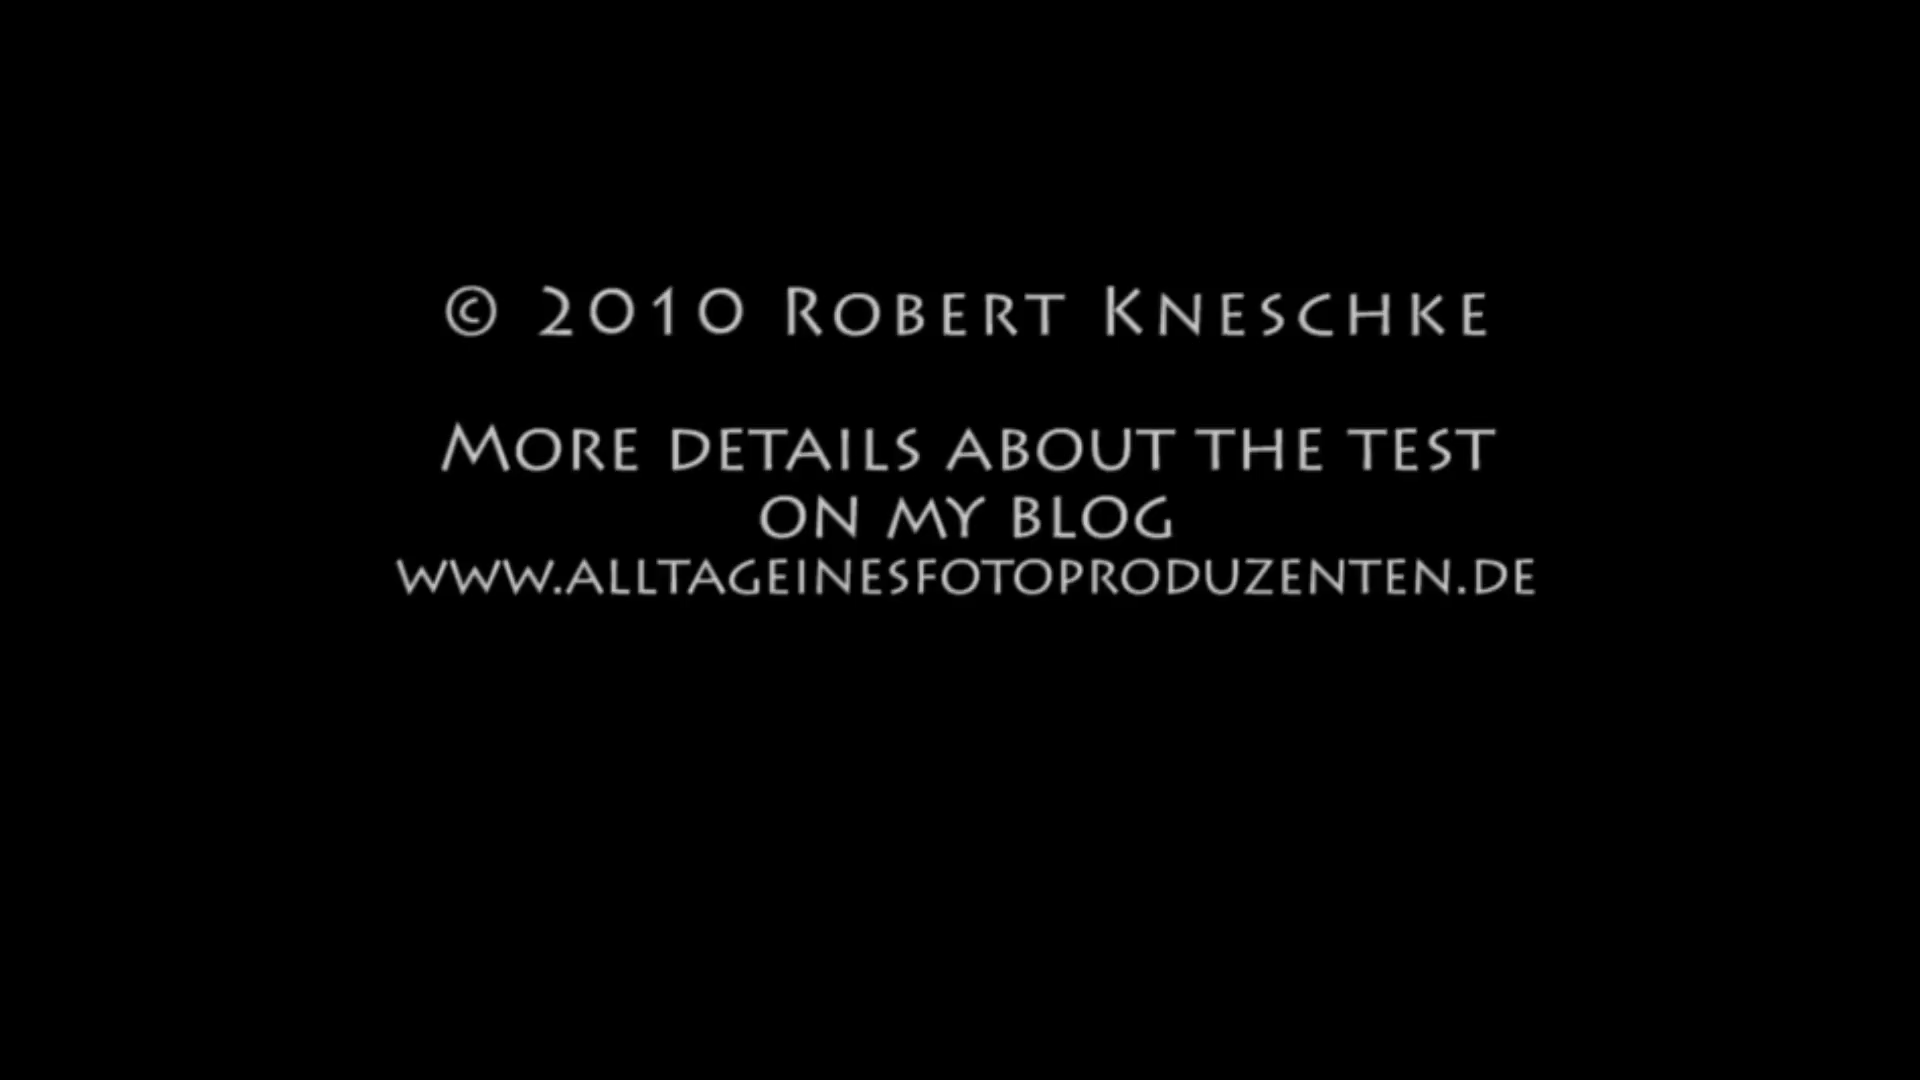 © 2010 Robert Kneschke
More details about the test
on my blog
www.alltageinesfotoproduzenten.de